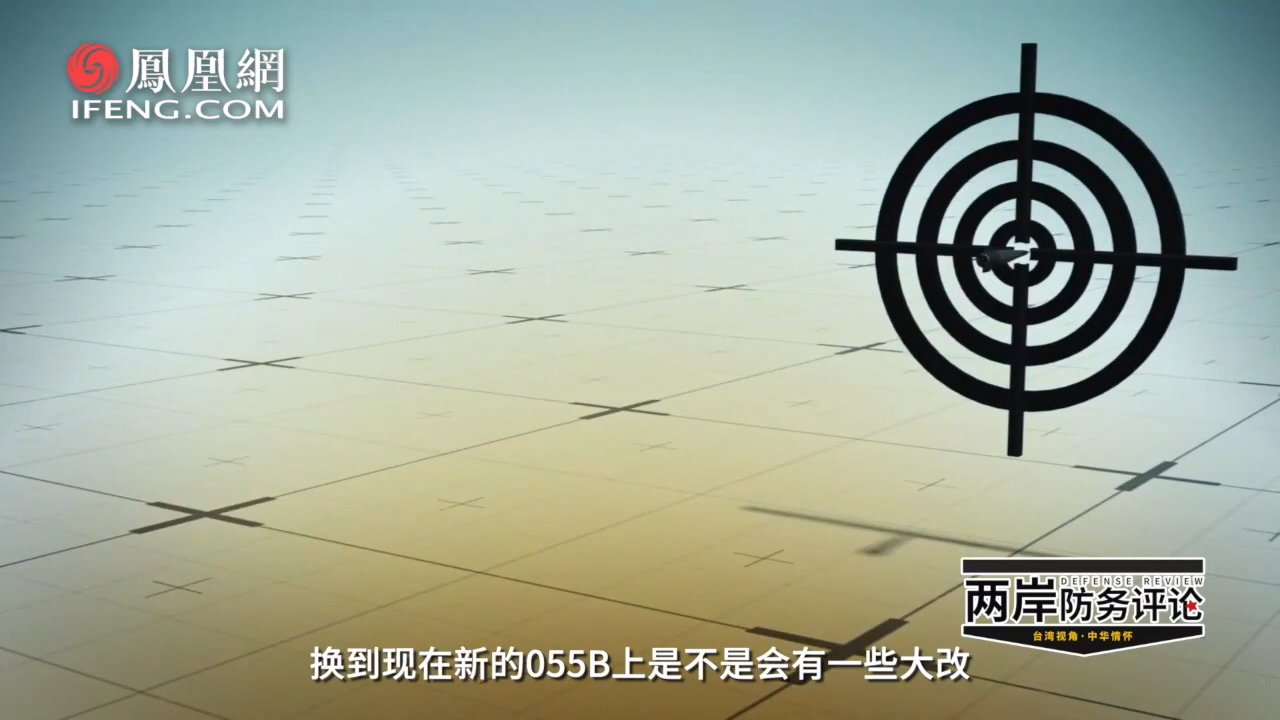 鳳凰網
IFENG.COM
DEFENSE REVIEW
两岸防务评论
台湾视角·中华情怀
换到现在新的055B上是不是会有一些大改